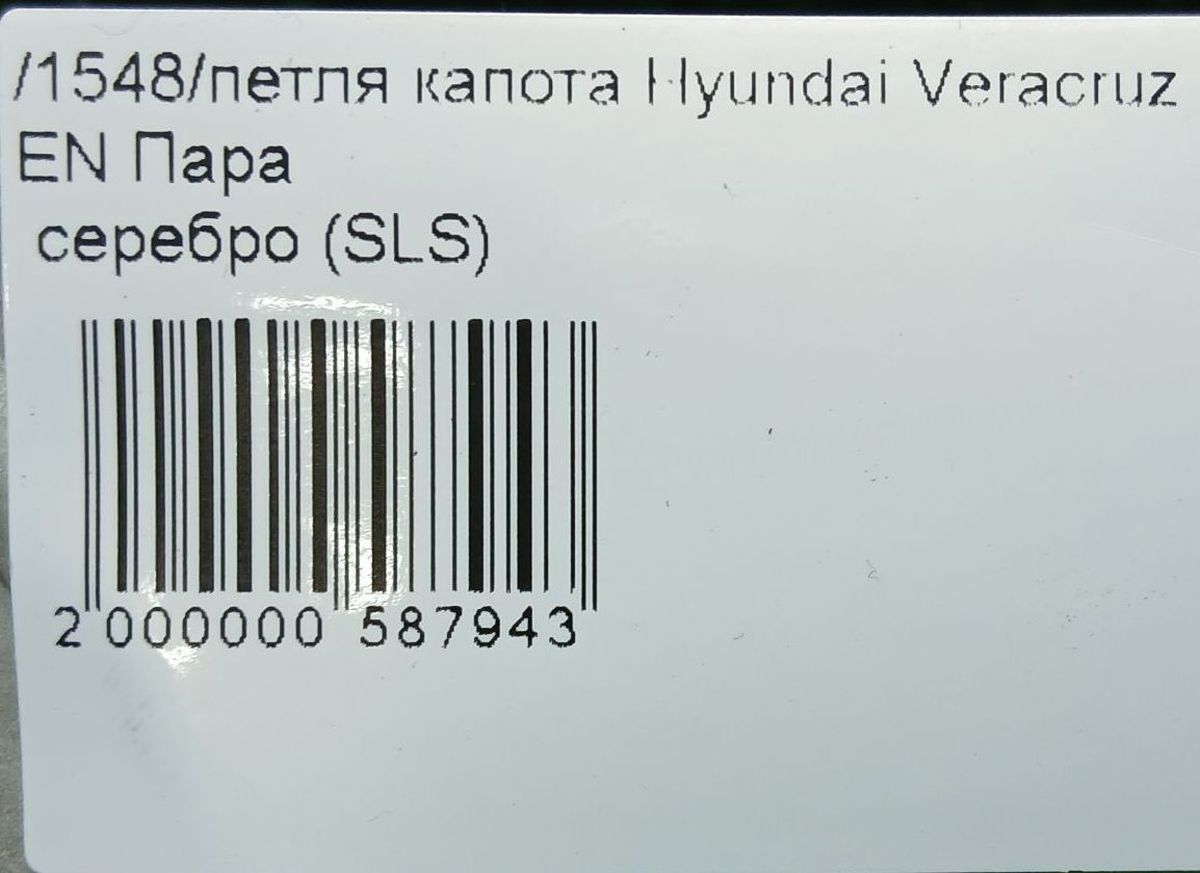 /1548/петля капота Hyundai Veracruz
EN Пара
серебро (SLS)
2 000000 587943